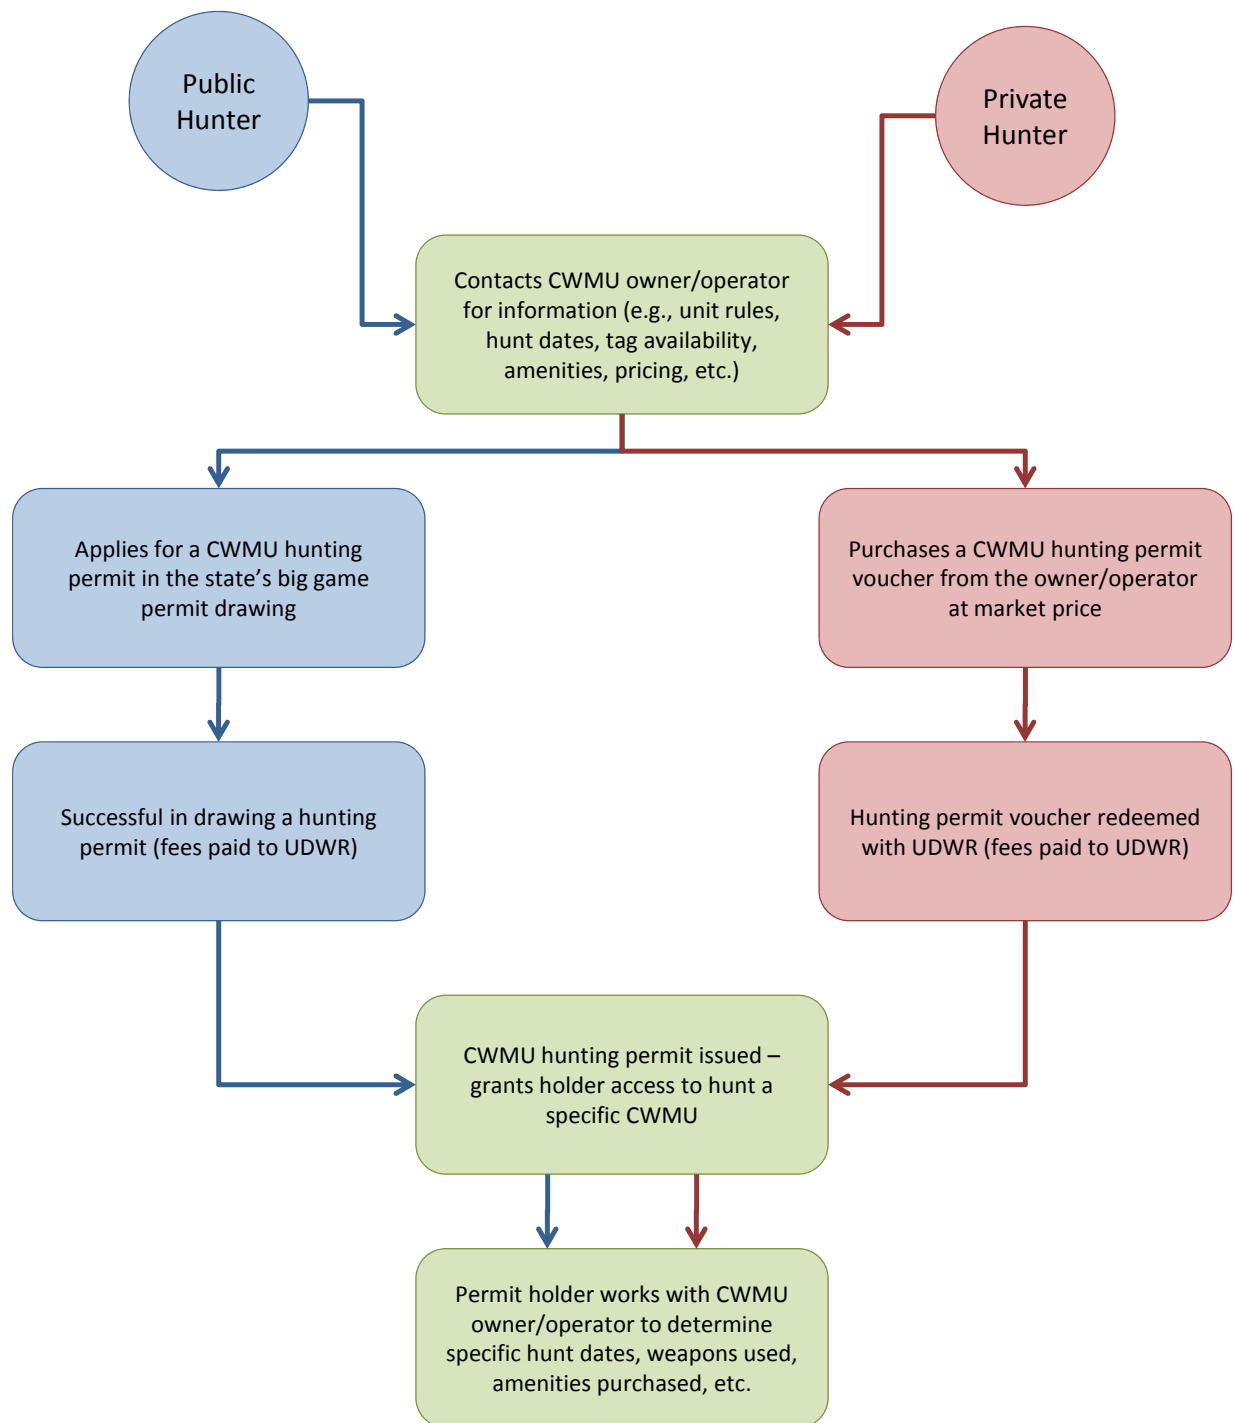 Public
Hunter
Private
Hunter
Contacts CWMU owner/operator
for information (e.g., unit rules,
hunt dates, tag availability,
amenities, pricing, etc.)
Applies for a CWMU hunting
permit in the state’s big game
permit drawing
Purchases a CWMU hunting permit
voucher from the owner/operator
at market price
Successful in drawing a hunting
permit (fees paid to UDWR)
Hunting permit voucher redeemed
with UDWR (fees paid to UDWR)
CWMU hunting permit issued –
grants holder access to hunt a
specific CWMU
Permit holder works with CWMU
owner/operator to determine
specific hunt dates, weapons used,
amenities purchased, etc.